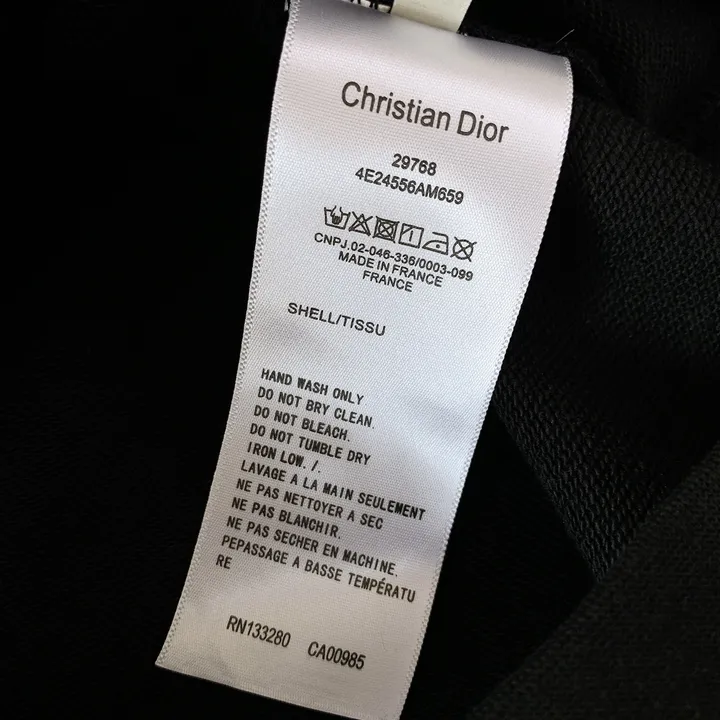 Christian Dior
29768
4E24556AM659
CNPJ.02-046-336/0003-099
MADE IN FRANCE
FRANCE
SHELL/TISSU
HAND WASH ONLY
DO NOT BRY CLEAN.
DO NOT BLEACH.
DO NOT TUMBLE DRY
IRON LOW. /.
LAVAGE A LA MAIN SEULEMENT
NE PAS NETTOYER A SEC
NE PAS BLANCHIR.
NE PAS SECHER EN MACHINE.
PEPASSAGE A BASSE TEMPÉRATU
RE
RN133280 CA00985